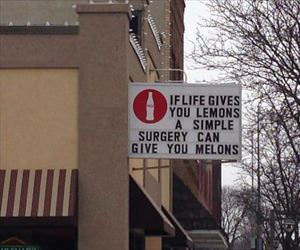 IF LIFE GIVES
YOU LEMONS
A SIMPLE
SURGERY CAN
GIVE YOU MELONS